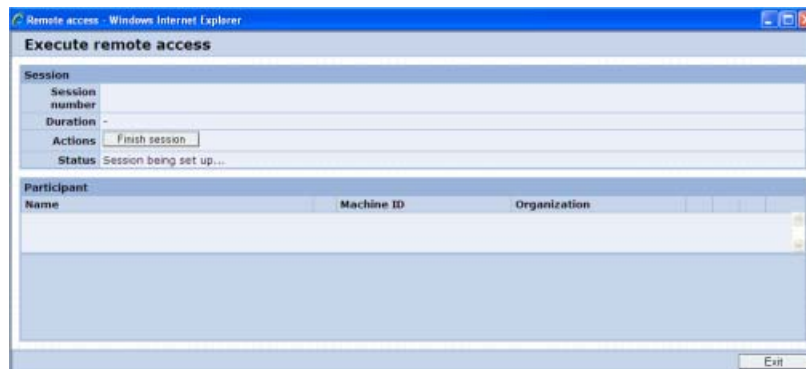 Remote access - Windows Internet Explorer
Execute remote access
Session
Session
number
Duration -
Actions Finish session
Status Session being set up...
Participant
Name Machine ID Organization
Exit